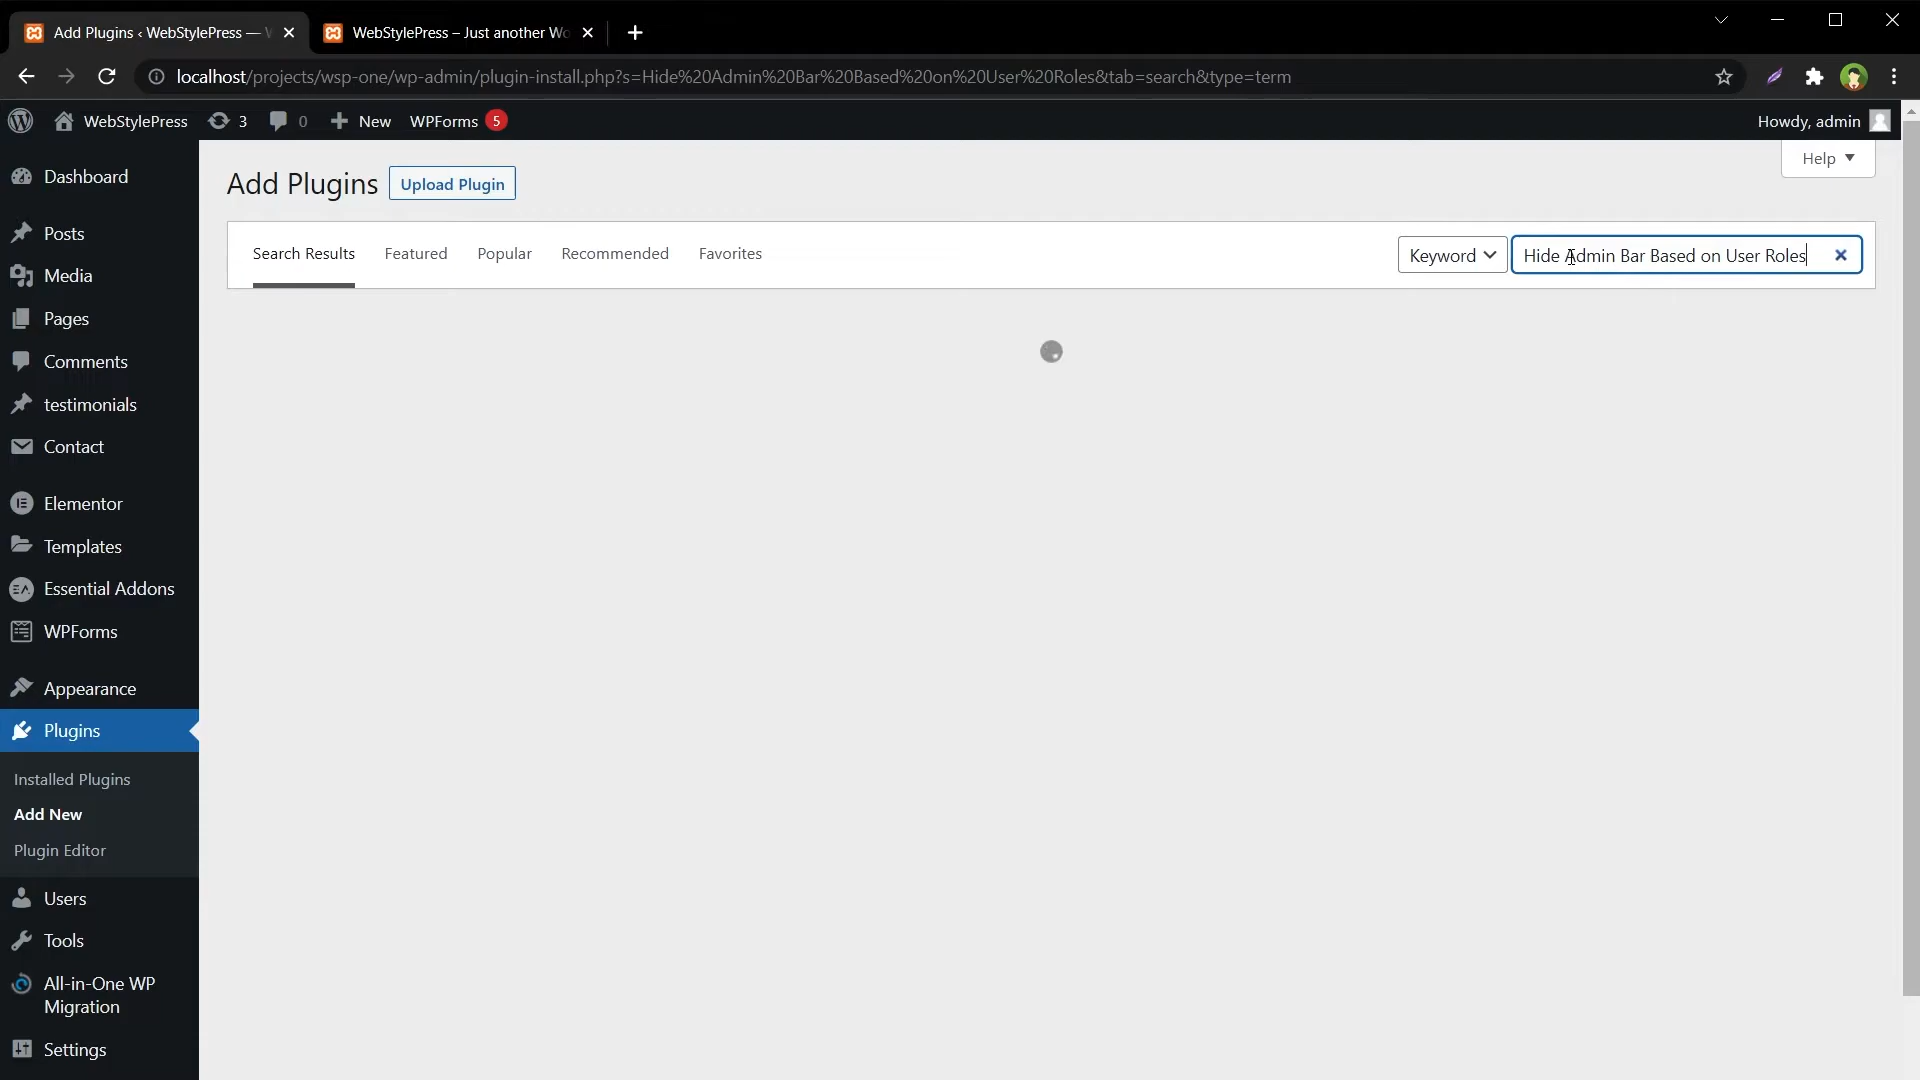 Add Plugins ‹ WebStylePress —
WebStylePress – Just another Wo
localhost/projects/wsp-one/wp-admin/plugin-install.php?s=Hide%20Admin%20Bar%20Based%20on%20User%20Roles&tab=search&type=term
WebStylePress 3 0 New WPForms 5 Howdy, admin
Help
Add Plugins Upload Plugin
Search Results Featured Popular Recommended Favorites Keyword Hide Admin Bar Based on User Roles
Dashboard
Posts
Media
Pages
Comments
testimonials
Contact
Elementor
Templates
Essential Addons
WPForms
Appearance
Plugins
Installed Plugins
Add New
Plugin Editor
Users
Tools
All-in-One WP
Migration
Settings